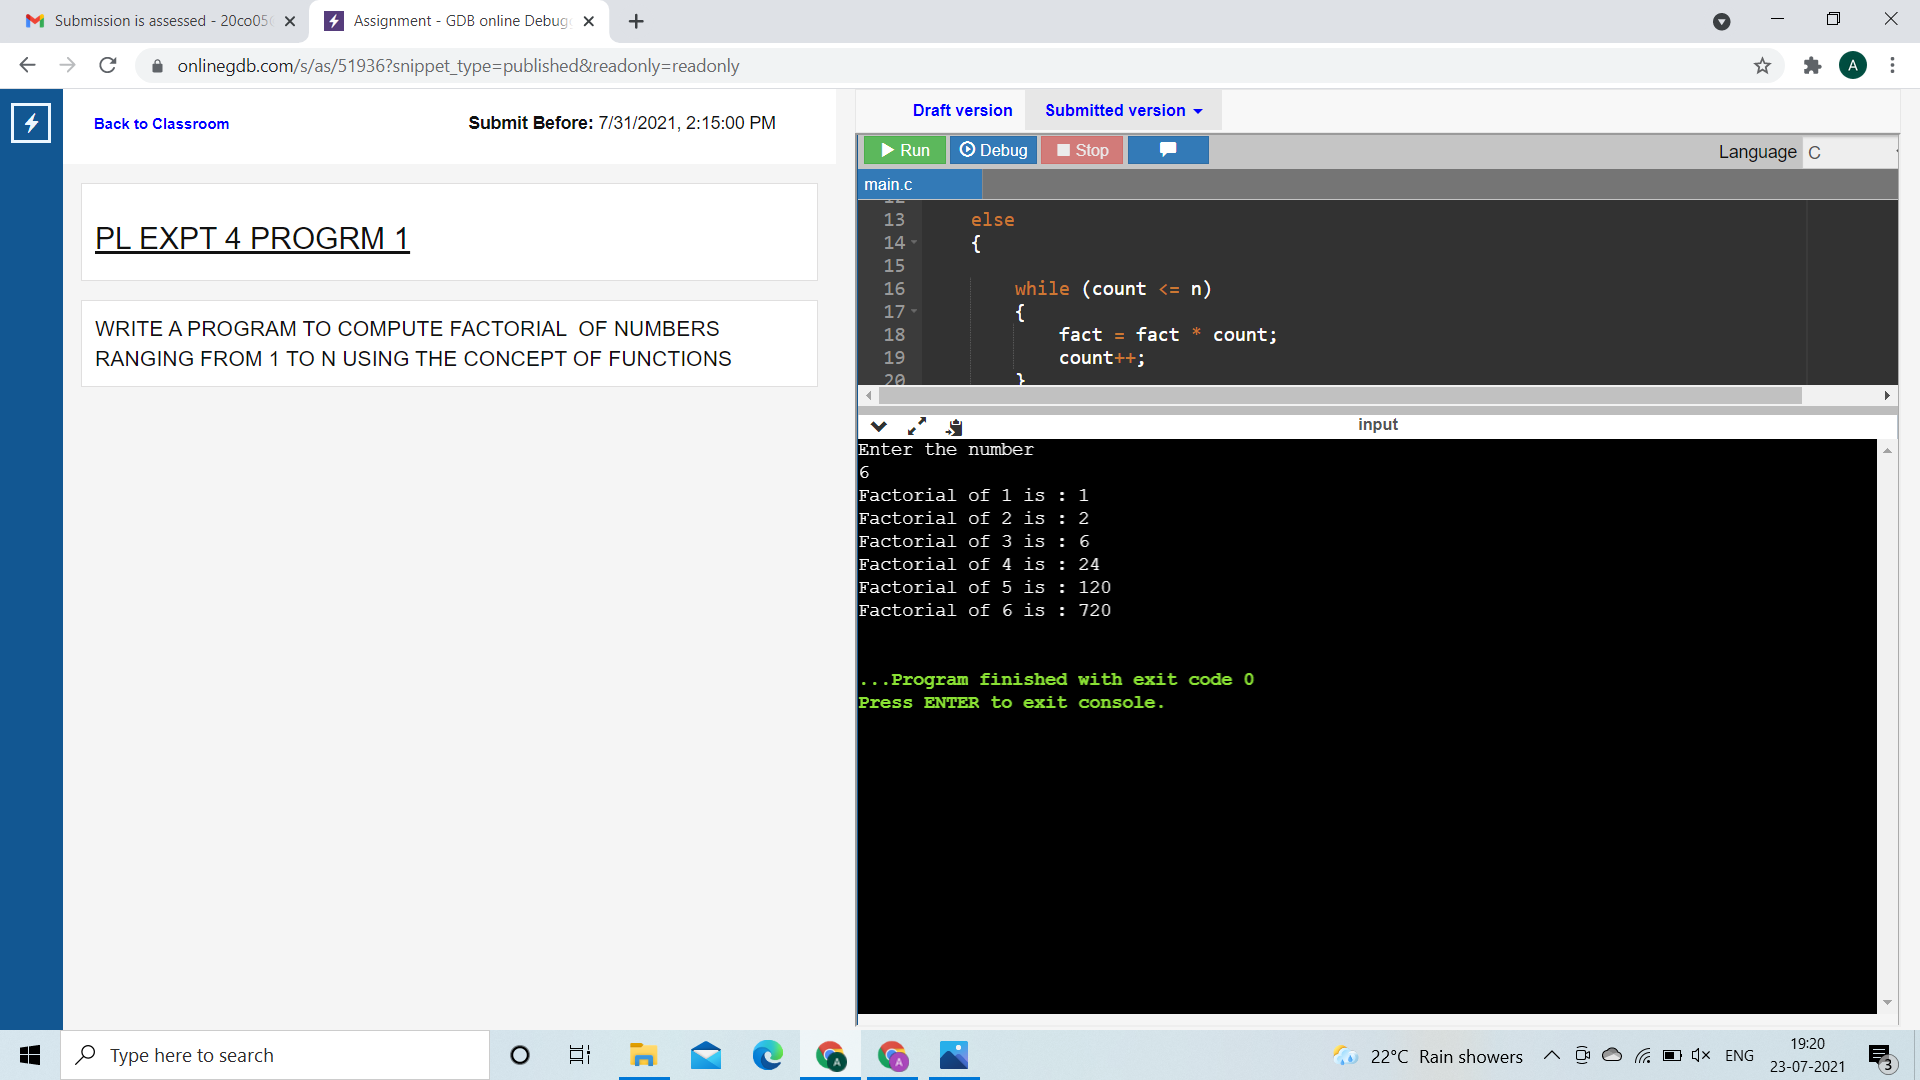 Submission is assessed - 20co05
Assignment - GDB online Debug
onlinegdb.com/s/as/51936?snippet_type=published&readonly=readonly
A
Back to Classroom
Submit Before: 7/31/2021, 2:15:00 PM
PL EXPT 4 PROGRM 1
WRITE A PROGRAM TO COMPUTE FACTORIAL  OF NUMBERS
RANGING FROM 1 TO N USING THE CONCEPT OF FUNCTIONS
Draft version
Submitted version
Run
Debug
Stop
Language
C
main.c
13 else
14 {
15
16 while (count <= n)
17 {
18 fact = fact * count;
19 count++;
20 }
input
Enter the number
6
Factorial of 1 is : 1
Factorial of 2 is : 2
Factorial of 3 is : 6
Factorial of 4 is : 24
Factorial of 5 is : 120
Factorial of 6 is : 720
...Program finished with exit code 0
Press ENTER to exit console.
Type here to search
A
A
22°C Rain showers
ENG
19:20
23-07-2021
3